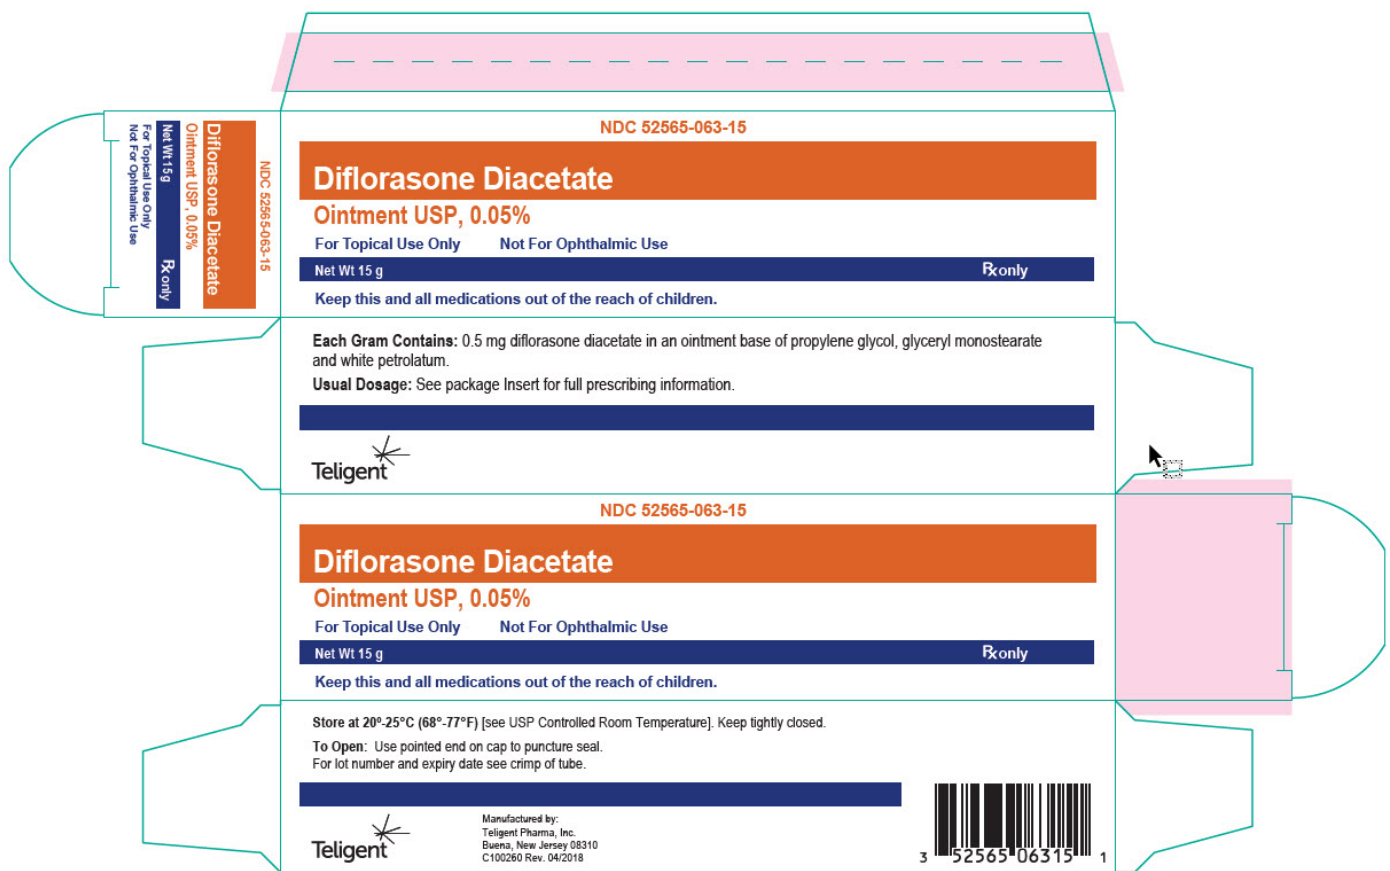 NDC 52565-063-15
Diflorasone Diacetate
Ointment USP, 0.05%
Net Wt 15 g Rx only
For Topical Use Only
Not For Ophthalmic Use
NDC 52565-063-15
Diflorasone Diacetate
Ointment USP, 0.05%
For Topical Use Only Not For Ophthalmic Use
Net Wt 15 g Rx only
Keep this and all medications out of the reach of children.
Each Gram Contains: 0.5 mg diflorasone diacetate in an ointment base of propylene glycol, glyceryl monostearate
and white petrolatum.
Usual Dosage: See package Insert for full prescribing information.
Teligent
NDC 52565-063-15
Diflorasone Diacetate
Ointment USP, 0.05%
For Topical Use Only Not For Ophthalmic Use
Net Wt 15 g Rx only
Keep this and all medications out of the reach of children.
Store at 20º-25°C (68°-77°F) [see USP Controlled Room Temperature]. Keep tightly closed.
To Open: Use pointed end on cap to puncture seal.
For lot number and expiry date see crimp of tube.
Teligent
Manufactured by:
Teligent Pharma, Inc.
Buena, New Jersey 08310
C100260 Rev. 04/2018
3 52565 06315 1